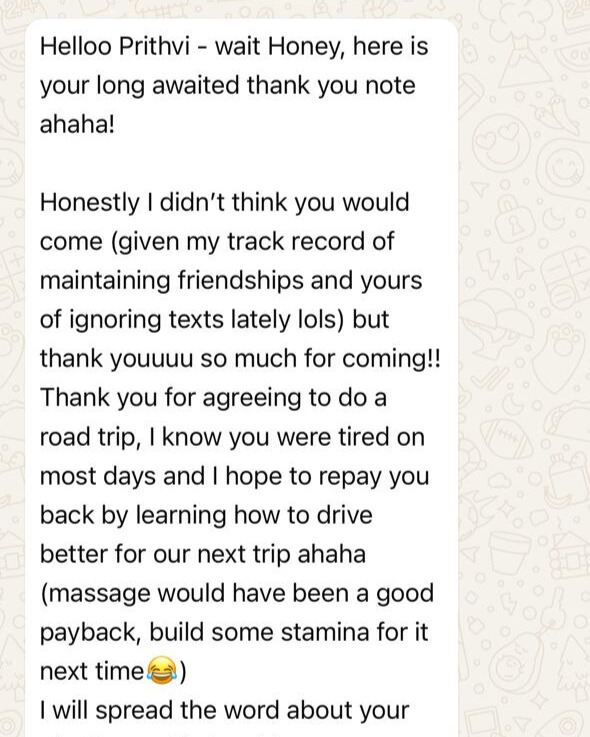 Helloo Prithvi - wait Honey, here is
your long awaited thank you note
ahaha!
Honestly I didn't think you would
come (given my track record of
maintaining friendships and yours
of ignoring texts lately lols) but
thank youuuu so much for coming!!
Thank you for agreeing to do a
road trip, I know you were tired on
most days and I hope to repay you
back by learning how to drive
better for our next trip ahaha
(massage would have been a good
payback, build some stamina for it
next time😂)
I will spread the word about your